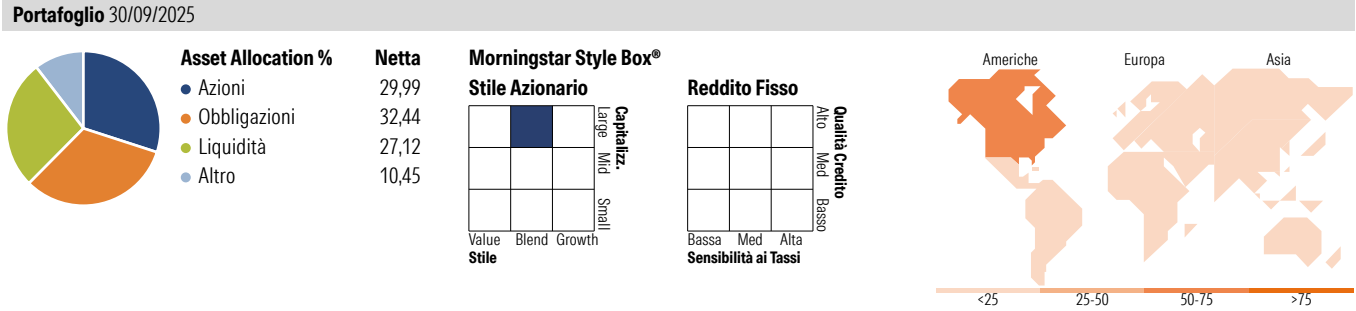 Portafoglio 30/09/2025
Asset Allocation % Netta
Azioni 29,99
Obbligazioni 32,44
Liquidità 27,12
Altro 10,45
Morningstar Style Box®
Stile Azionario
Large Mid Small
Capitalizz.
Value Blend Growth
Stile
Reddito Fisso
Alto Med Basso
Qualità Credito
Bassa Med Alta
Sensibilità ai Tassi
Americhe Europa Asia
<25 25-50 50-75 >75